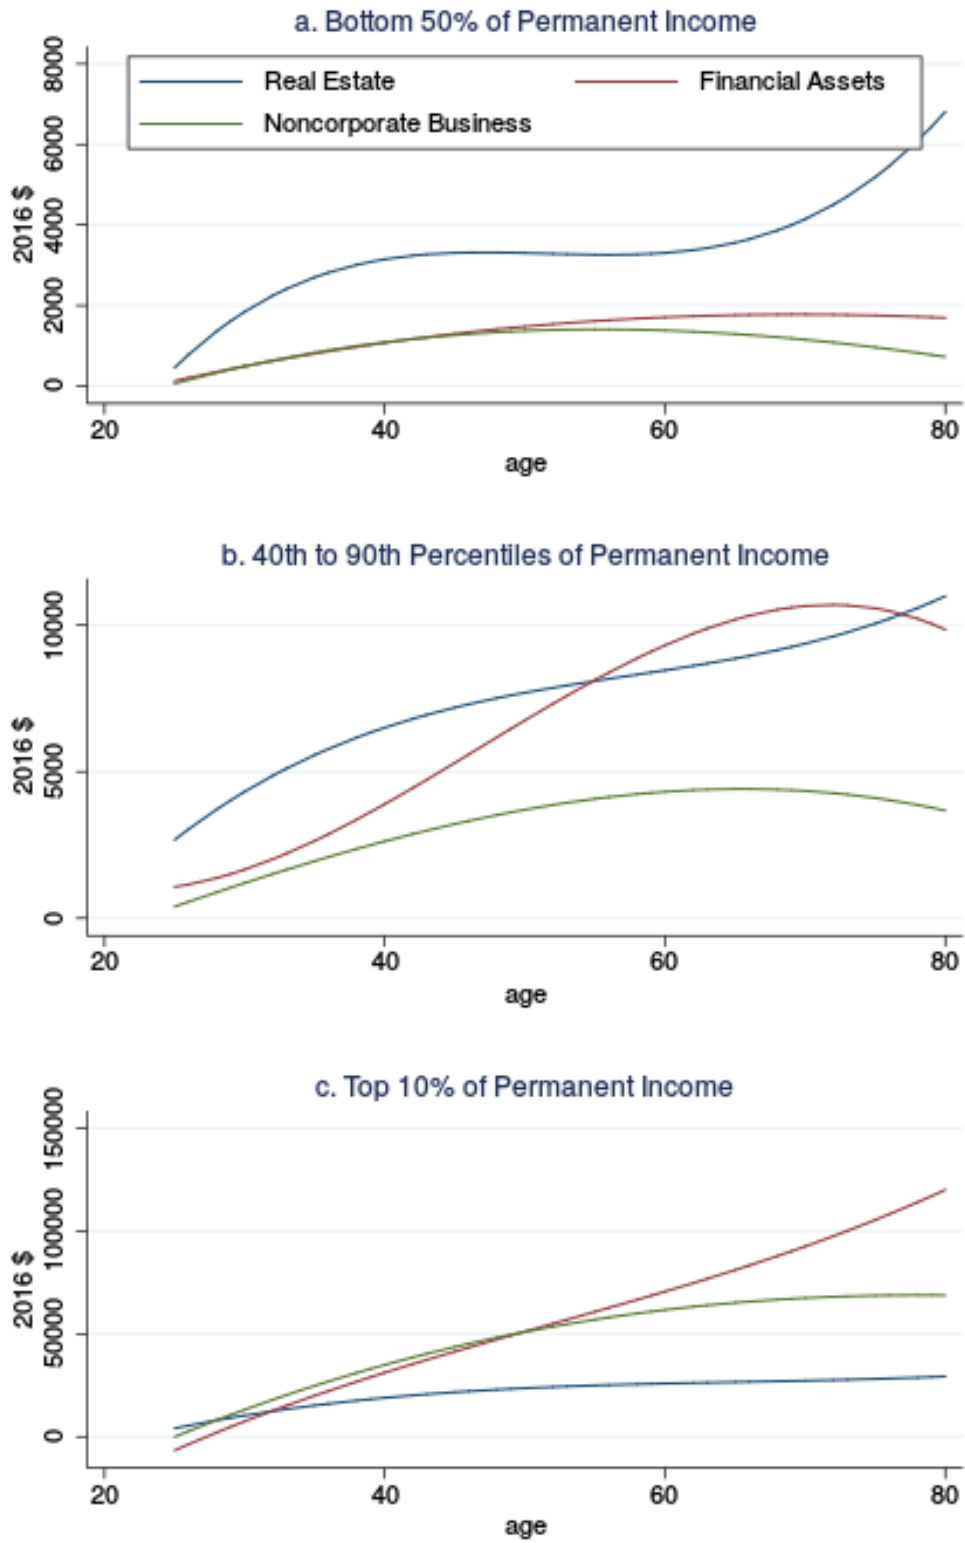 a. Bottom 50% of Permanent Income
Real Estate
Financial Assets
Noncorporate Business
2016 $
8000
6000
4000
2000
0
20 40 60 80
age
b. 40th to 90th Percentiles of Permanent Income
2016 $
10000
5000
0
20 40 60 80
age
c. Top 10% of Permanent Income
2016 $
150000
100000
50000
0
20 40 60 80
age